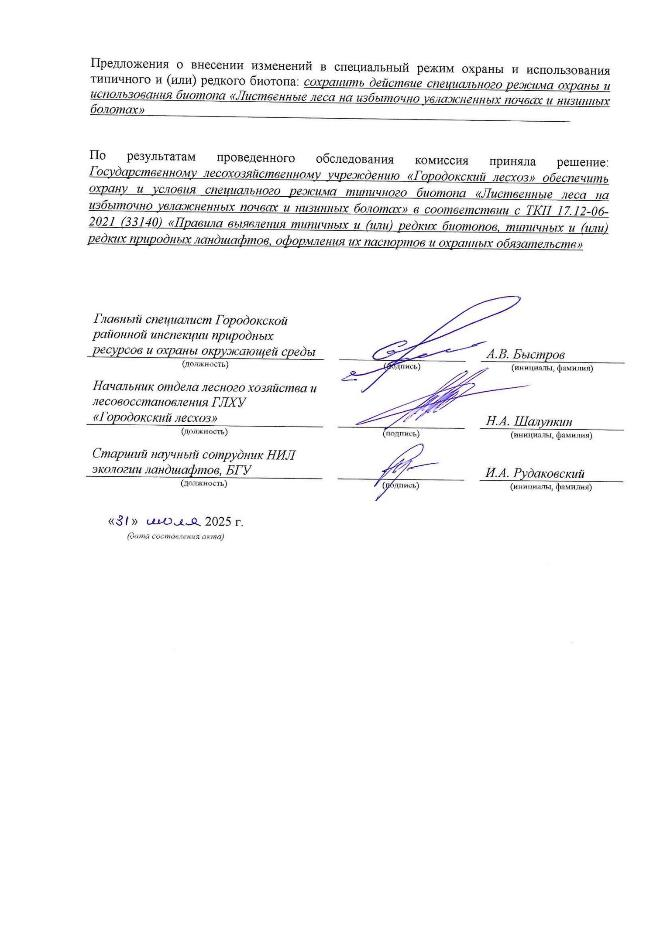 Предложения о внесении изменений в специальный режим охраны и использования
типичного и (или) редкого биотопа: сохранить действие специального режима охраны и
использования биотопа «Лиственные леса на избыточно увлажненных почвах и низинных
болотах»
По результатам проведенного обследования комиссия приняла решение:
Государственному лесохозяйственному учреждению «Городокский лесхоз» обеспечить
охрану и условия специального режима типичного биотопа «Лиственные леса на
избыточно увлажненных почвах и низинных болотах» в соответствии с ТКП 17.12-06-
2021 (33140) «Правила выявления типичных и (или) редких биотопов, типичных и (или)
редких природных ландшафтов, оформления их паспортов и охранных обязательств»
Главный специалист Городокской
районной инспекции природных
ресурсов и охраны окружающей среды
А.В. Быстров
(должность)
(подпись)
(инициалы, фамилия)
Начальник отдела лесного хозяйства и
лесовосстановления ГЛХУ
«Городокский лесхоз»
Н.А. Шалупкин
(должность)
(подпись)
(инициалы, фамилия)
Старший научный сотрудник НИЛ
экологии ландшафтов, БГУ
И.А. Рудаковский
(должность)
(подпись)
(инициалы, фамилия)
«31» июля 2025 г.
(дата составления акта)